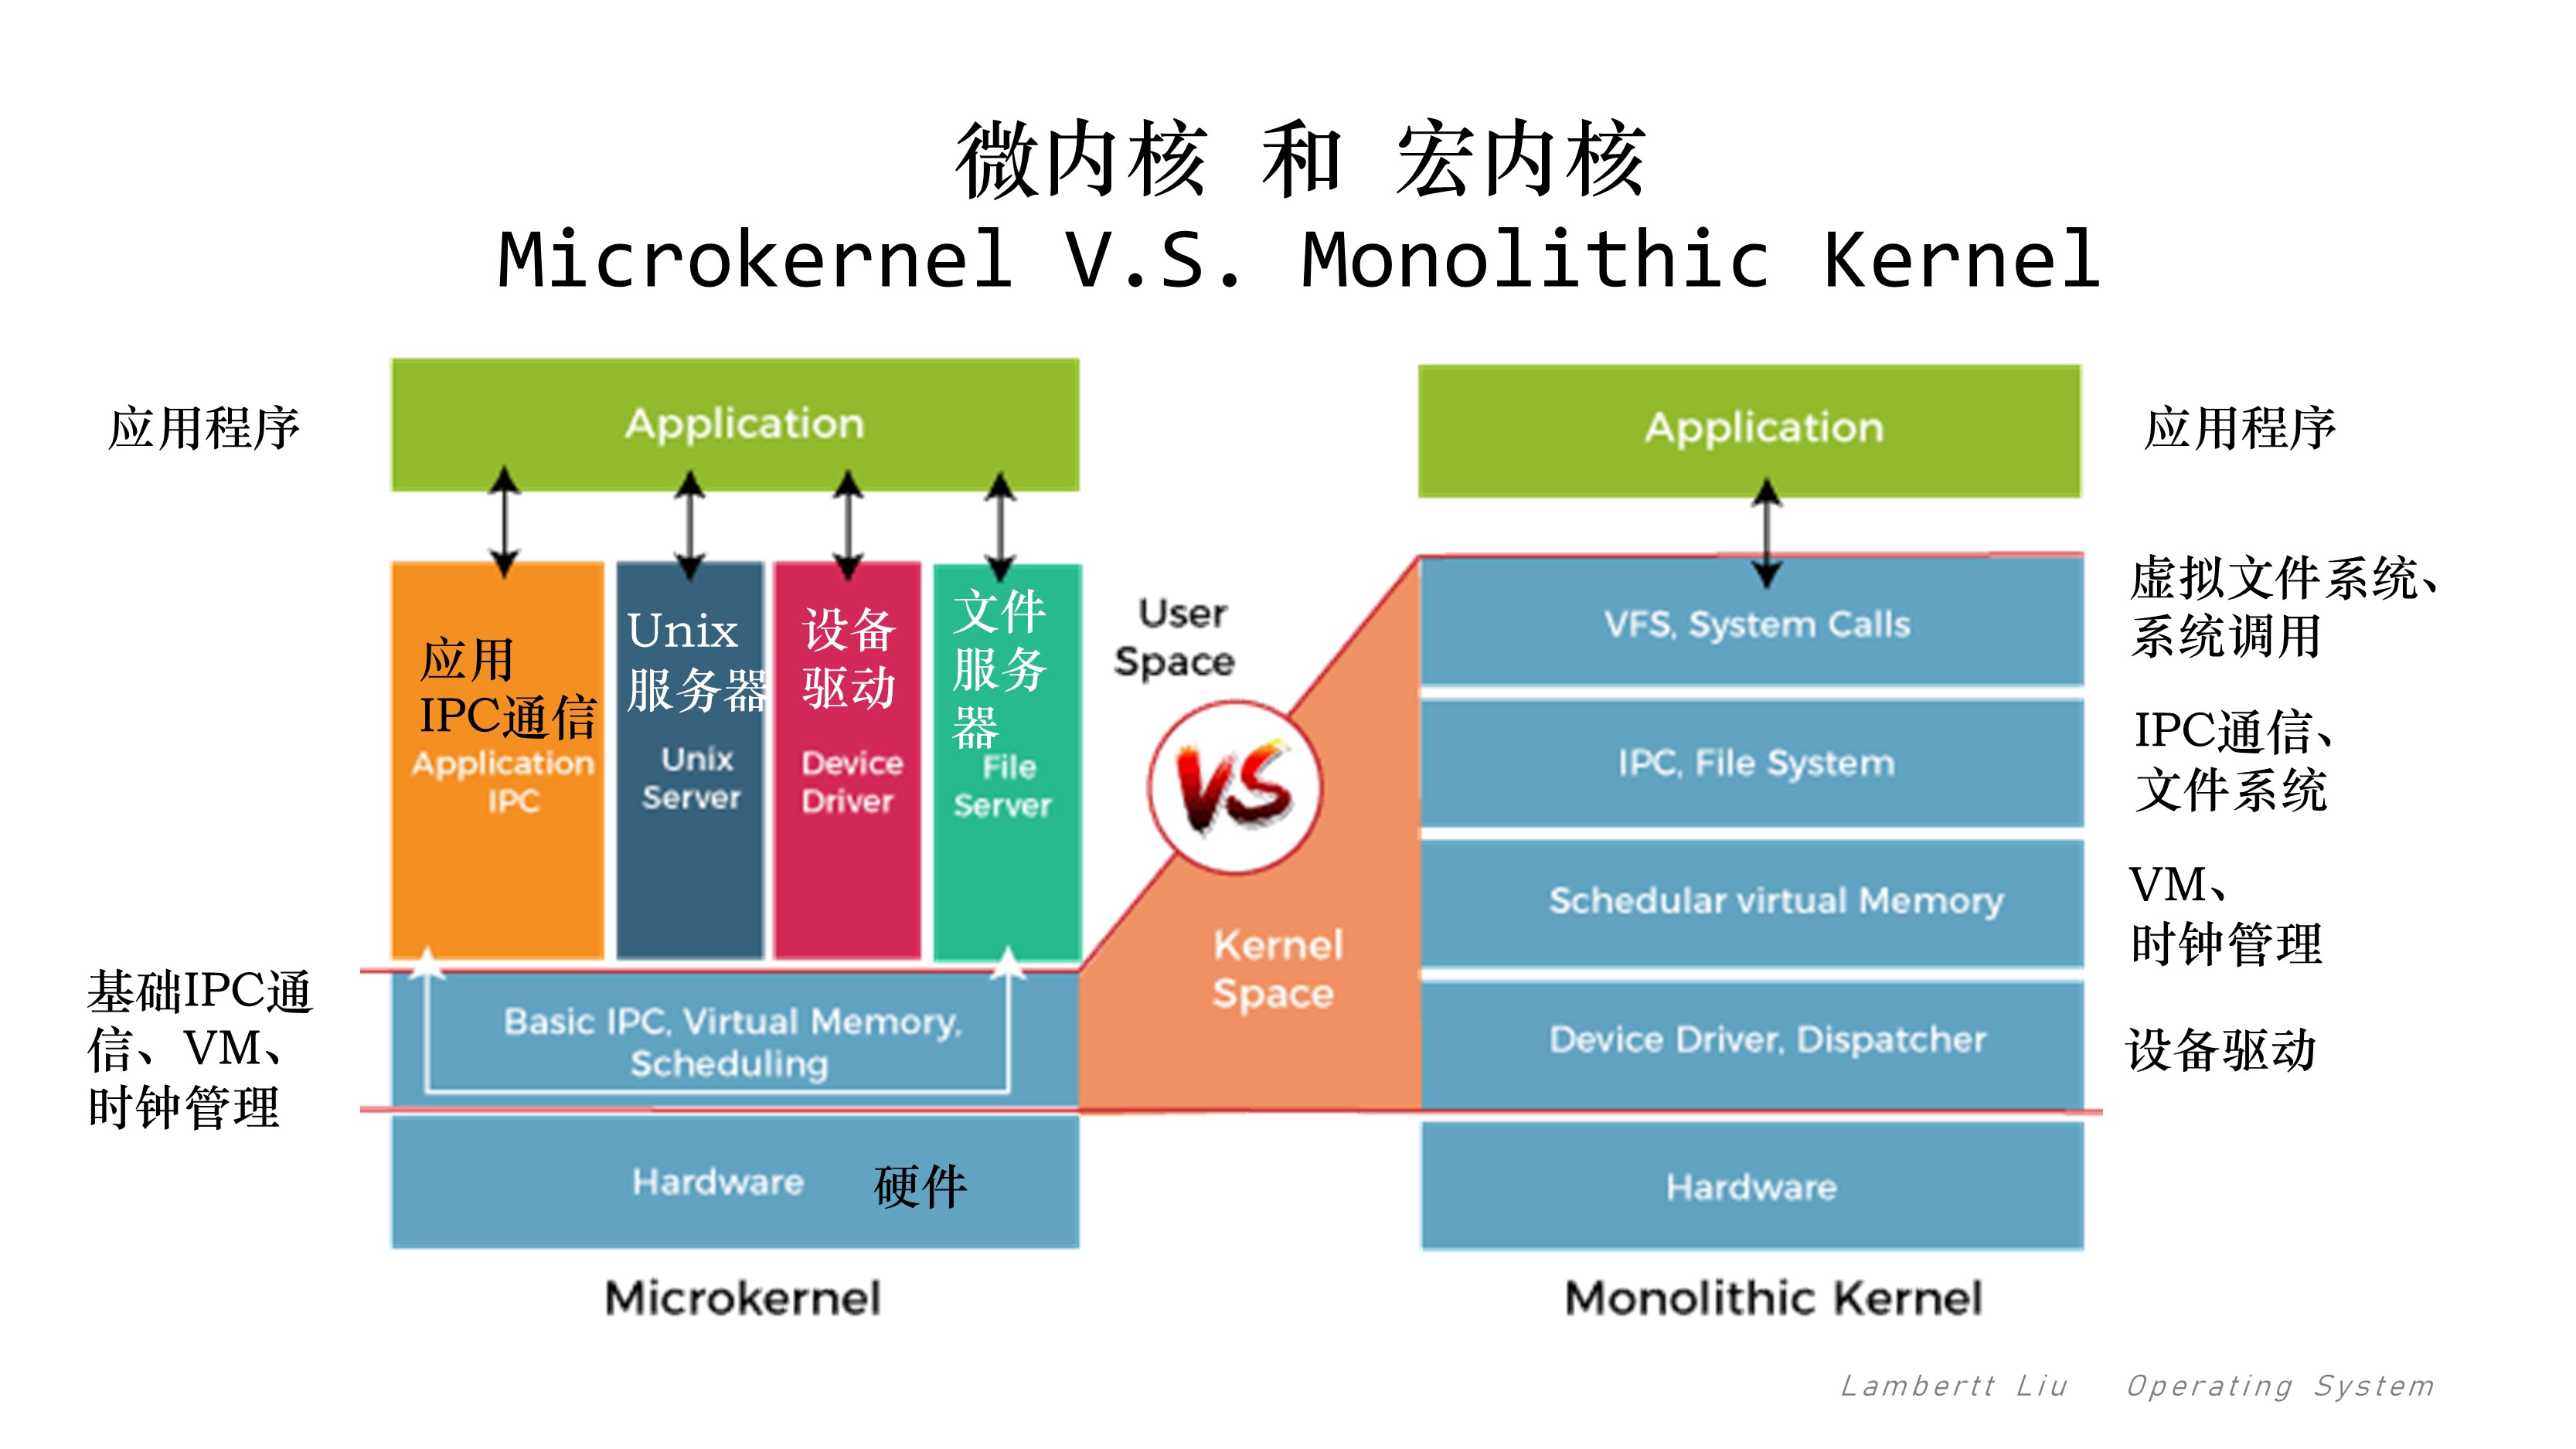 微内核 和 宏内核
Microkernel V.S. Monolithic Kernel
应用程序
Application
应用
IPC通信
Application
IPC
Unix
服务器
Unix
Server
设备
驱动
Device
Driver
文件
服务
器
File
Server
基础IPC通
信、VM、
时钟管理
Basic IPC, Virtual Memory,
Scheduling
Hardware 硬件
Microkernel
User
Space
VS
Kernel
Space
Application
应用程序
VFS, System Calls
虚拟文件系统、
系统调用
IPC, File System
IPC通信、
文件系统
Schedular virtual Memory
VM、
时钟管理
Device Driver, Dispatcher
设备驱动
Hardware
Monolithic Kernel
Lambertt Liu Operating System